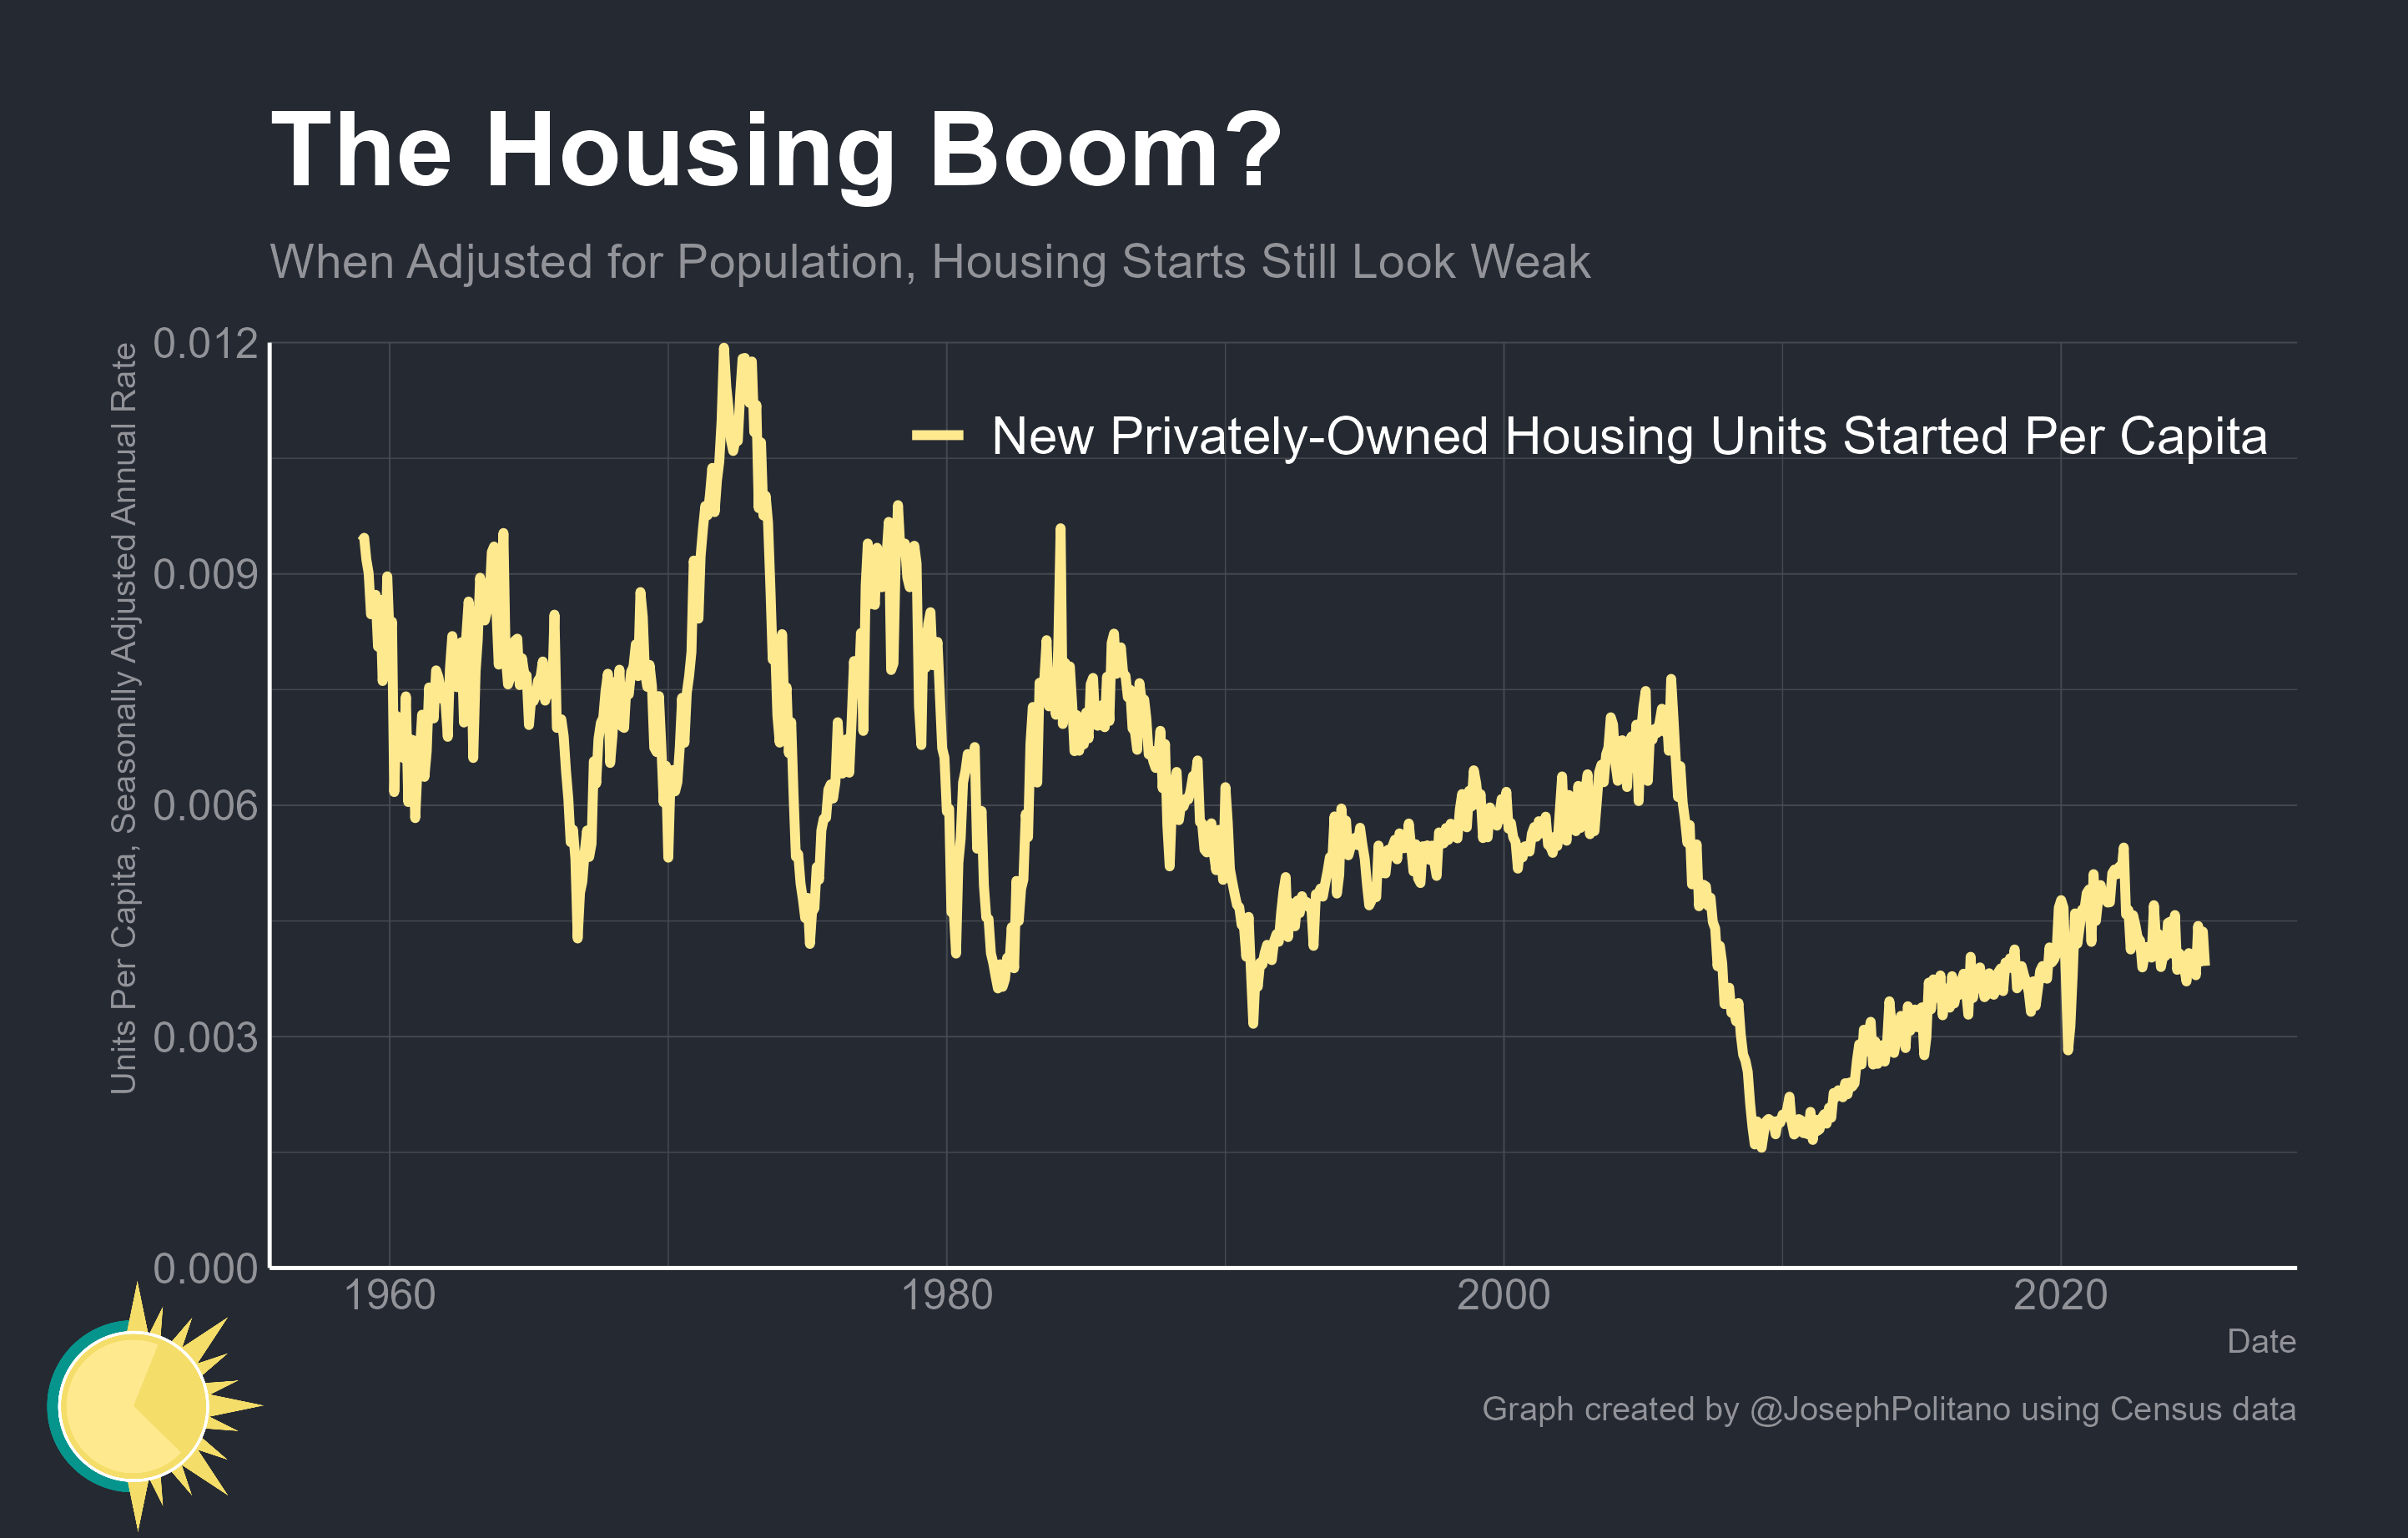 The Housing Boom?
When Adjusted for Population, Housing Starts Still Look Weak
Units Per Capita, Seasonally Adjusted Annual Rate
0.012
0.009
0.006
0.003
0.000
New Privately-Owned Housing Units Started Per Capita
1960
1980
2000
2020
Date
Graph created by @JosephPolitano using Census data